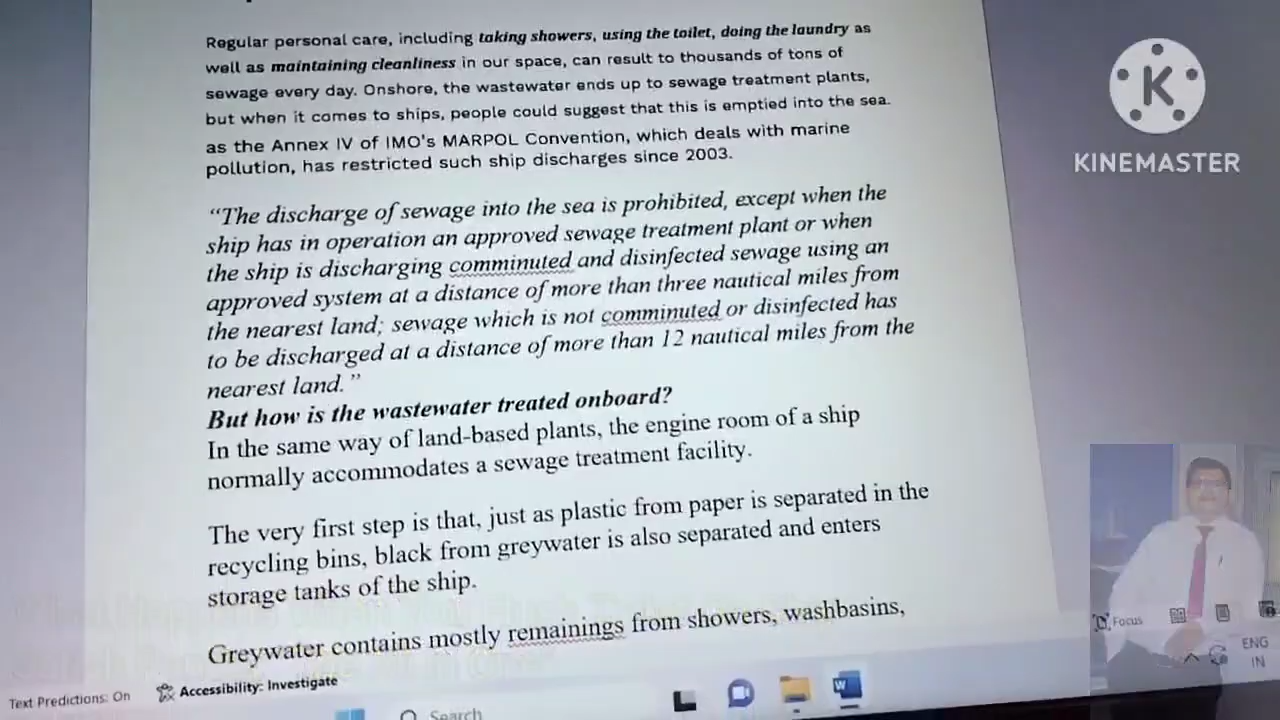 Regular personal care, including taking showers, using the toilet, doing the laundry as
well as maintaining cleanliness in our space, can result to thousands of tons of
sewage every day. Onshore, the wastewater ends up to sewage treatment plants,
but when it comes to ships, people could suggest that this is emptied into the sea.
as the Annex IV of IMO's MARPOL Convention, which deals with marine
pollution, has restricted such ship discharges since 2003.
“The discharge of sewage into the sea is prohibited, except when the
ship has in operation an approved sewage treatment plant or when
the ship is discharging comminuted and disinfected sewage using an
approved system at a distance of more than three nautical miles from
the nearest land; sewage which is not comminuted or disinfected has
to be discharged at a distance of more than 12 nautical miles from the
nearest land.”
But how is the wastewater treated onboard?
In the same way of land-based plants, the engine room of a ship
normally accommodates a sewage treatment facility.
The very first step is that, just as plastic from paper is separated in the
recycling bins, black from greywater is also separated and enters
storage tanks of the ship.
Greywater contains mostly remainings from showers, washbasins,
K
KINEMASTER
Focus
ENG
IN
Text Predictions: On
Accessibility: Investigate
Search
W